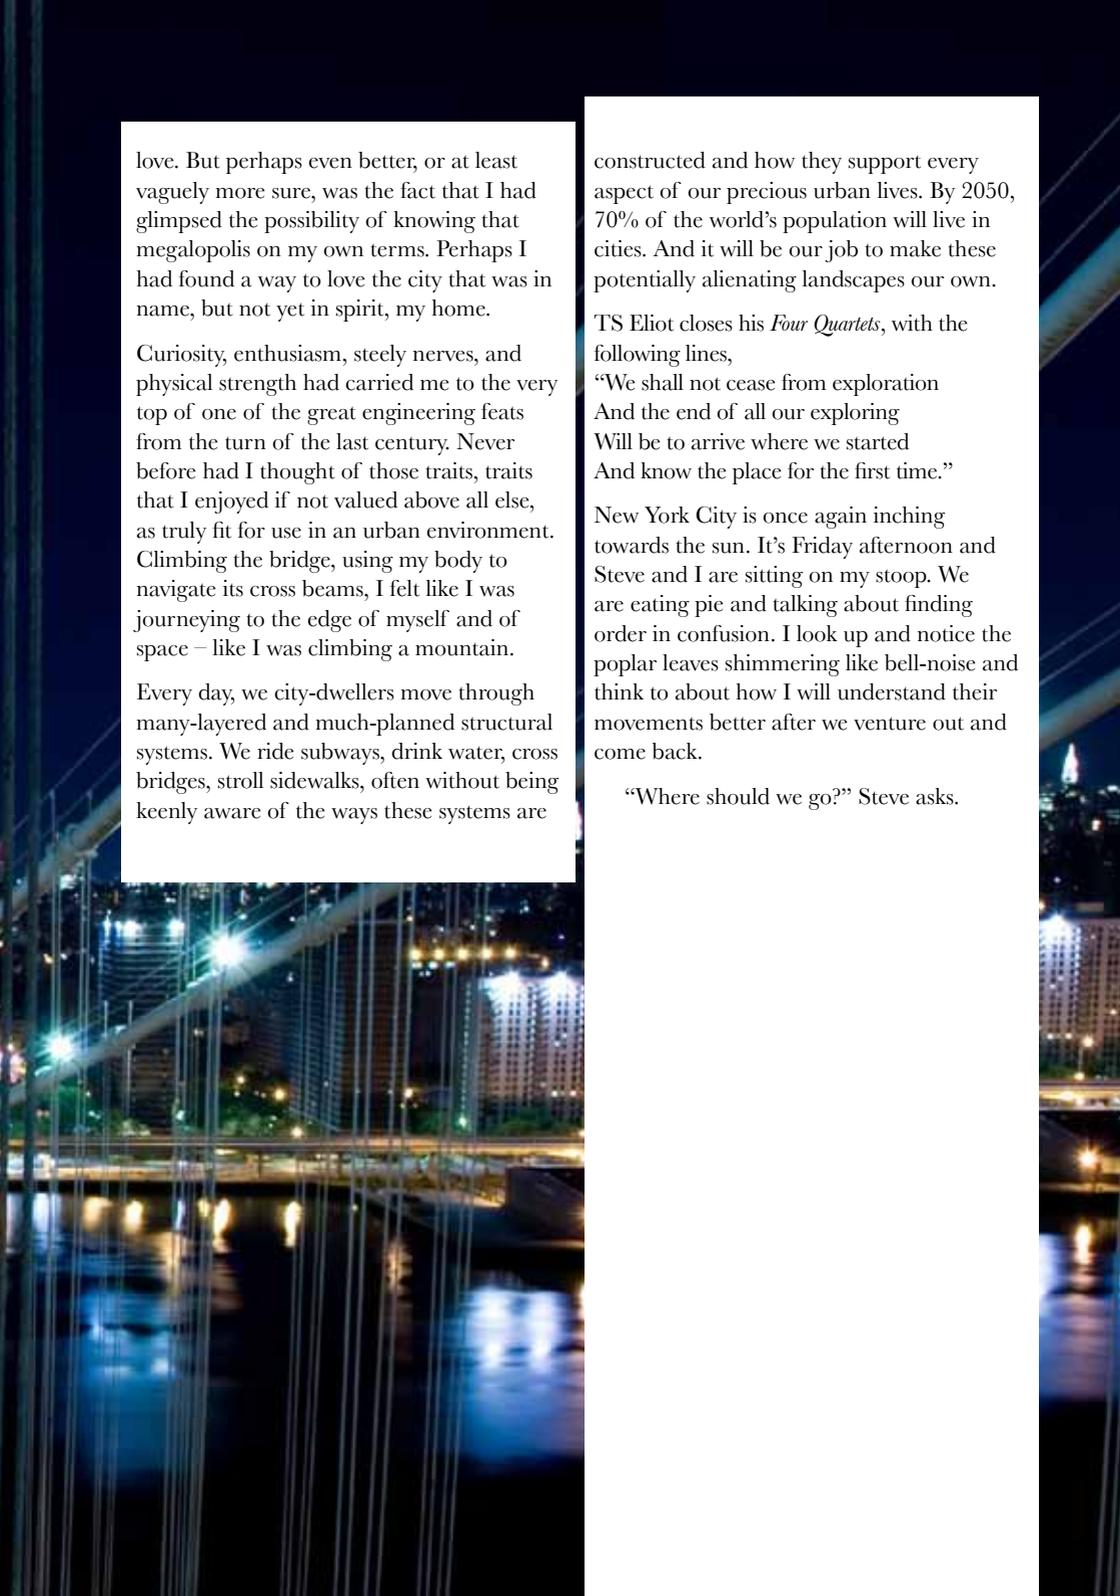 love. But perhaps even better, or at least
vaguely more sure, was the fact that I had
glimpsed the possibility of knowing that
megalopolis on my own terms. Perhaps I
had found a way to love the city that was in
name, but not yet in spirit, my home.
Curiosity, enthusiasm, steely nerves, and
physical strength had carried me to the very
top of one of the great engineering feats
from the turn of the last century. Never
before had I thought of those traits, traits
that I enjoyed if not valued above all else,
as truly fit for use in an urban environment.
Climbing the bridge, using my body to
navigate its cross beams, I felt like I was
journeying to the edge of myself and of
space – like I was climbing a mountain.
Every day, we city-dwellers move through
many-layered and much-planned structural
systems. We ride subways, drink water, cross
bridges, stroll sidewalks, often without being
keenly aware of the ways these systems are
constructed and how they support every
aspect of our precious urban lives. By 2050,
70% of the world’s population will live in
cities. And it will be our job to make these
potentially alienating landscapes our own.
TS Eliot closes his Four Quartets, with the
following lines,
“We shall not cease from exploration
And the end of all our exploring
Will be to arrive where we started
And know the place for the first time.”
New York City is once again inching
towards the sun. It’s Friday afternoon and
Steve and I are sitting on my stoop. We
are eating pie and talking about finding
order in confusion. I look up and notice the
poplar leaves shimmering like bell-noise and
think to about how I will understand their
movements better after we venture out and
come back.
“Where should we go?” Steve asks.